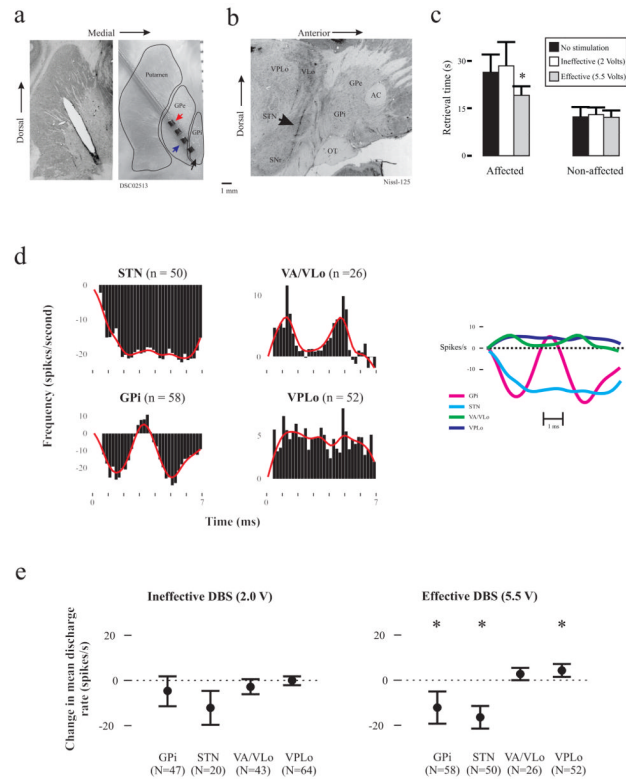 a
Medial
Dorsal
Putamen
GPe
GPi
DSC02513
1 mm
b
Anterior
Dorsal
VPLo
VLo
GPe
AC
STN
GPi
SNr
OT
Nissl-125
c
No stimulation
Ineffective (2 Volts)
Effective (5.5 Volts)
Retrieval time (s)
30
15
0
*
Affected
Non-affected
d
Frequency (spikes/second)
STN (n = 50)
0
-10
-20
VA/VLo (n =26)
10
0
GPi (n = 58)
10
0
-10
-20
0
7
VPLo (n = 52)
5
0
0
7
Time (ms)
Spikes/s
10
0
-10
-20
GPi
STN
VA/VLo
VPLo
1 ms
e
Change in mean discharge
rate (spikes/s)
Ineffective DBS (2.0 V)
20
0
-20
GPi STN VA/VLo VPLo
(N=47) (N=20) (N=43) (N=64)
Effective DBS (5.5 V)
* * *
20
0
-20
GPi STN VA/VLo VPLo
(N=58) (N=50) (N=26) (N=52)